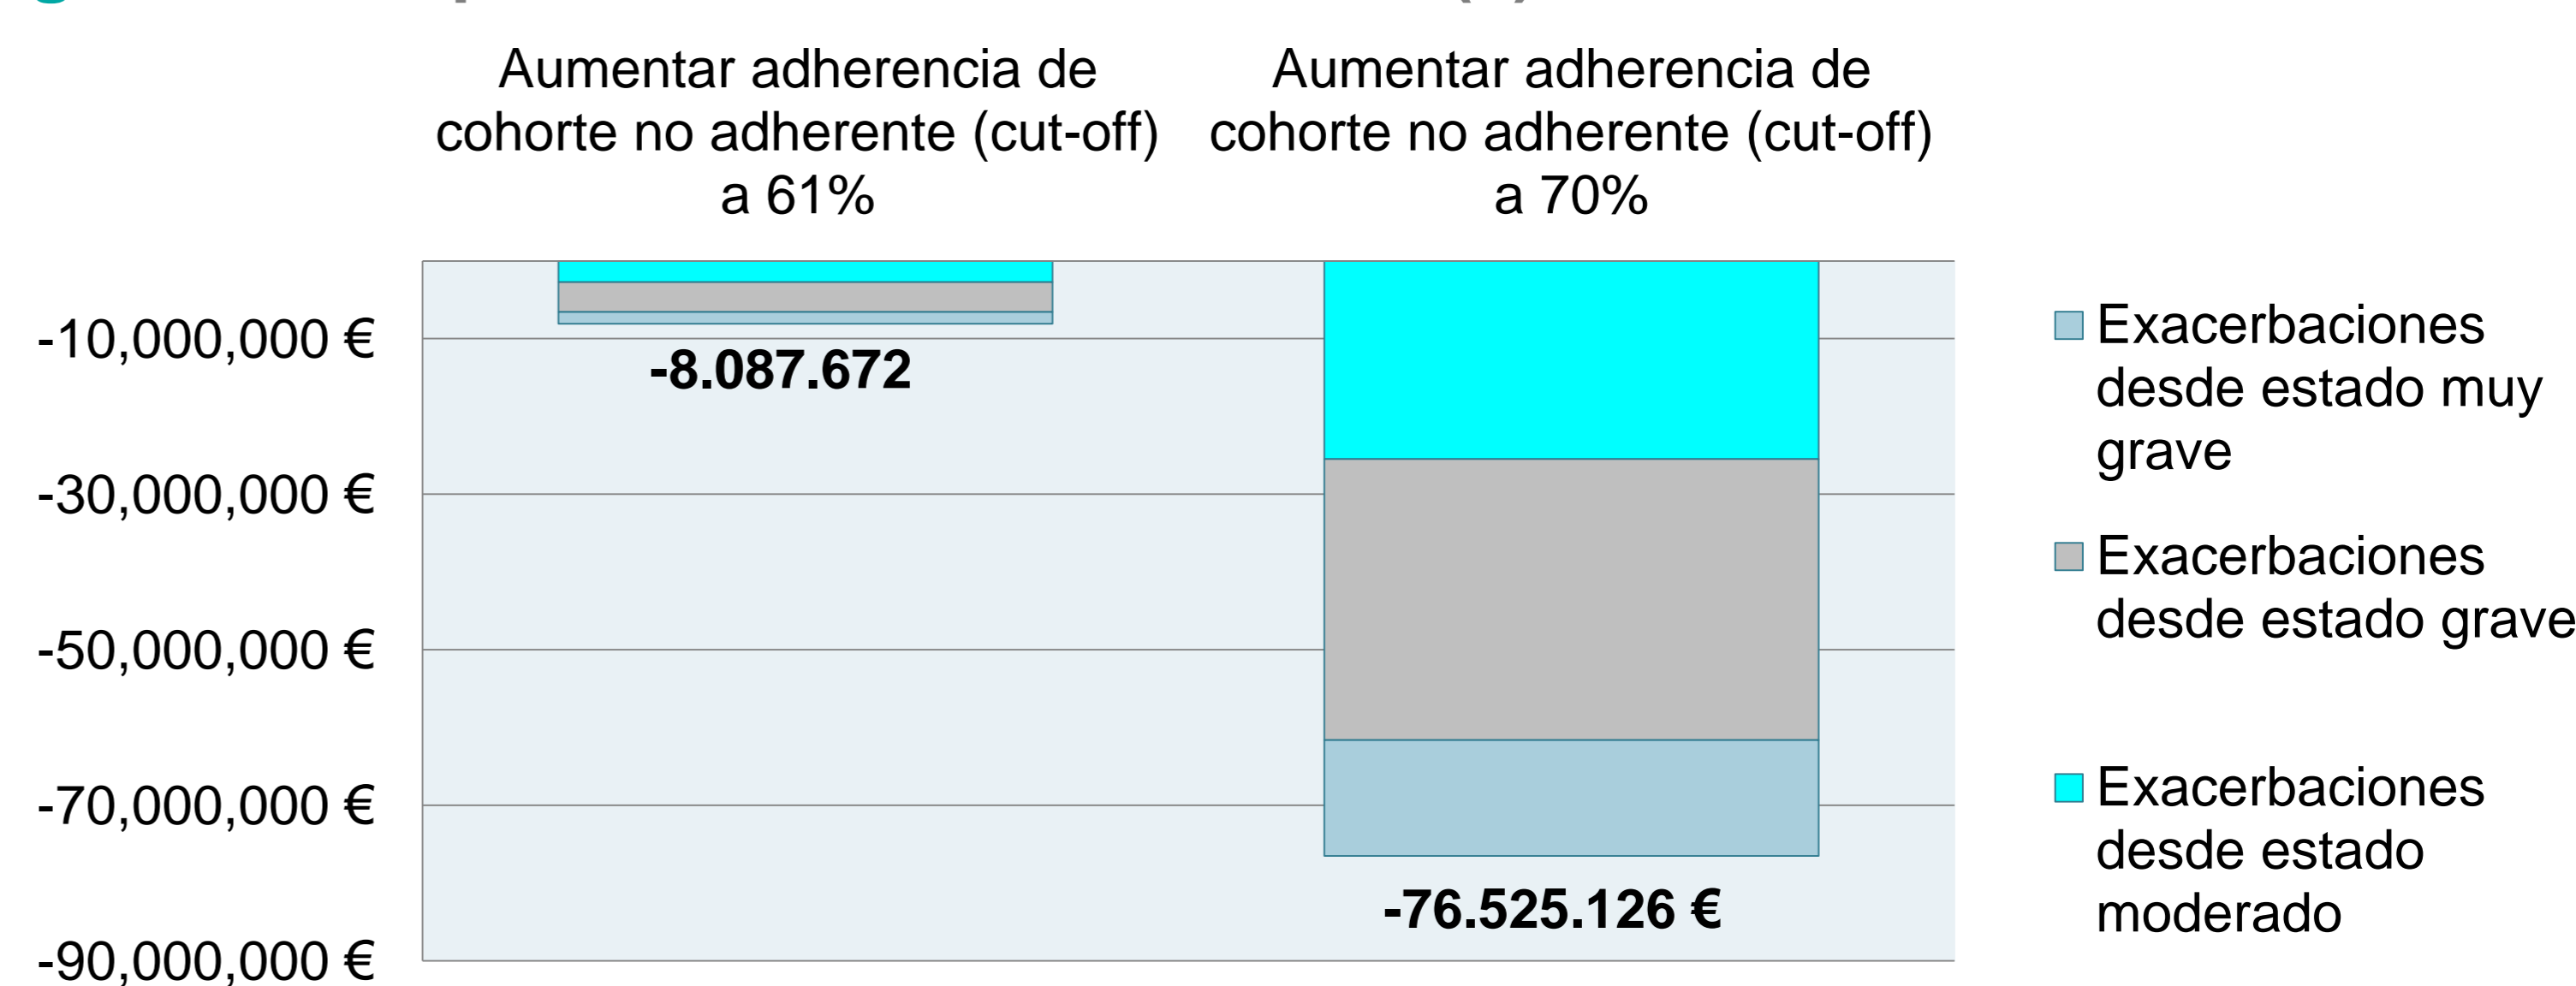 Aumentar adherencia de
cohorte no adherente (cut-off)
a 61%
Aumentar adherencia de
cohorte no adherente (cut-off)
a 70%
-10,000,000 €
-30,000,000 €
-50,000,000 €
-70,000,000 €
-90,000,000 €
-8.087.672
-76.525.126 €
Exacerbaciones
desde estado muy
grave
Exacerbaciones
desde estado grave
Exacerbaciones
desde estado
moderado